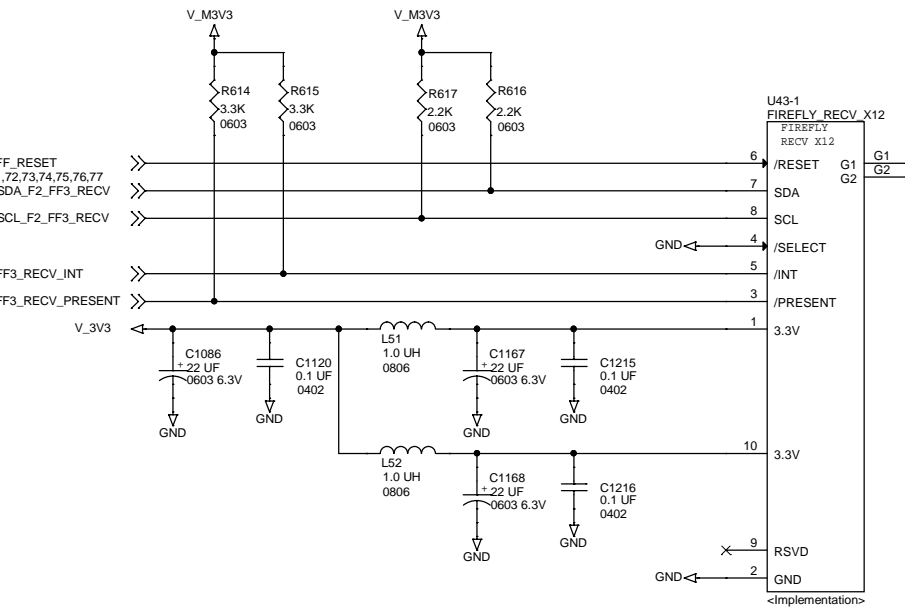 V_M3V3
V_M3V3
R614
3.3K
0603
R615
3.3K
0603
R617
2.2K
0603
R616
2.2K
0603
U43-1
FIREFLY_RECV_X12
FIREFLY
RECV X12
FF_RESET
,72,73,74,75,76,77
SDA_F2_FF3_RECV
SCL_F2_FF3_RECV
FF3_RECV_INT
FF3_RECV_PRESENT
V_3V3
6
/RESET
7
SDA
8
SCL
GND
4
/SELECT
5
/INT
3
/PRESENT
1
3.3V
G1
G1
G2
G2
L51
1.0 UH
0806
C1086
+
22 UF
0603 6.3V
GND
C1120
0.1 UF
0402
GND
C1167
+
22 UF
0603 6.3V
GND
C1215
0.1 UF
0402
GND
10
3.3V
L52
1.0 UH
0806
C1168
+
22 UF
0603 6.3V
GND
C1216
0.1 UF
0402
GND
9
RSVD
GND
2
GND
<Implementation>